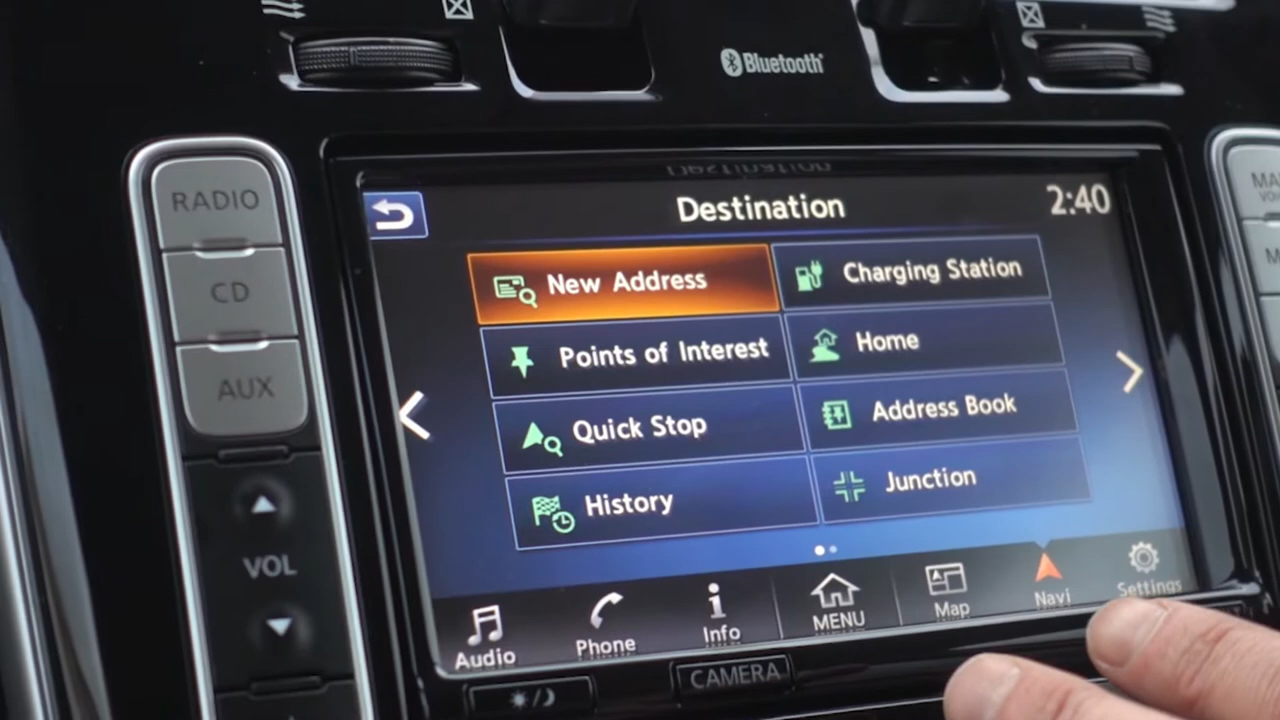 Bluetooth
RADIO
CD
AUX
VOL
Destination
2:40
New Address
Charging Station
Points of Interest
Home
Quick Stop
Address Book
History
Junction
Audio
Phone
Info
MENU
Map
Navi
Settings
CAMERA